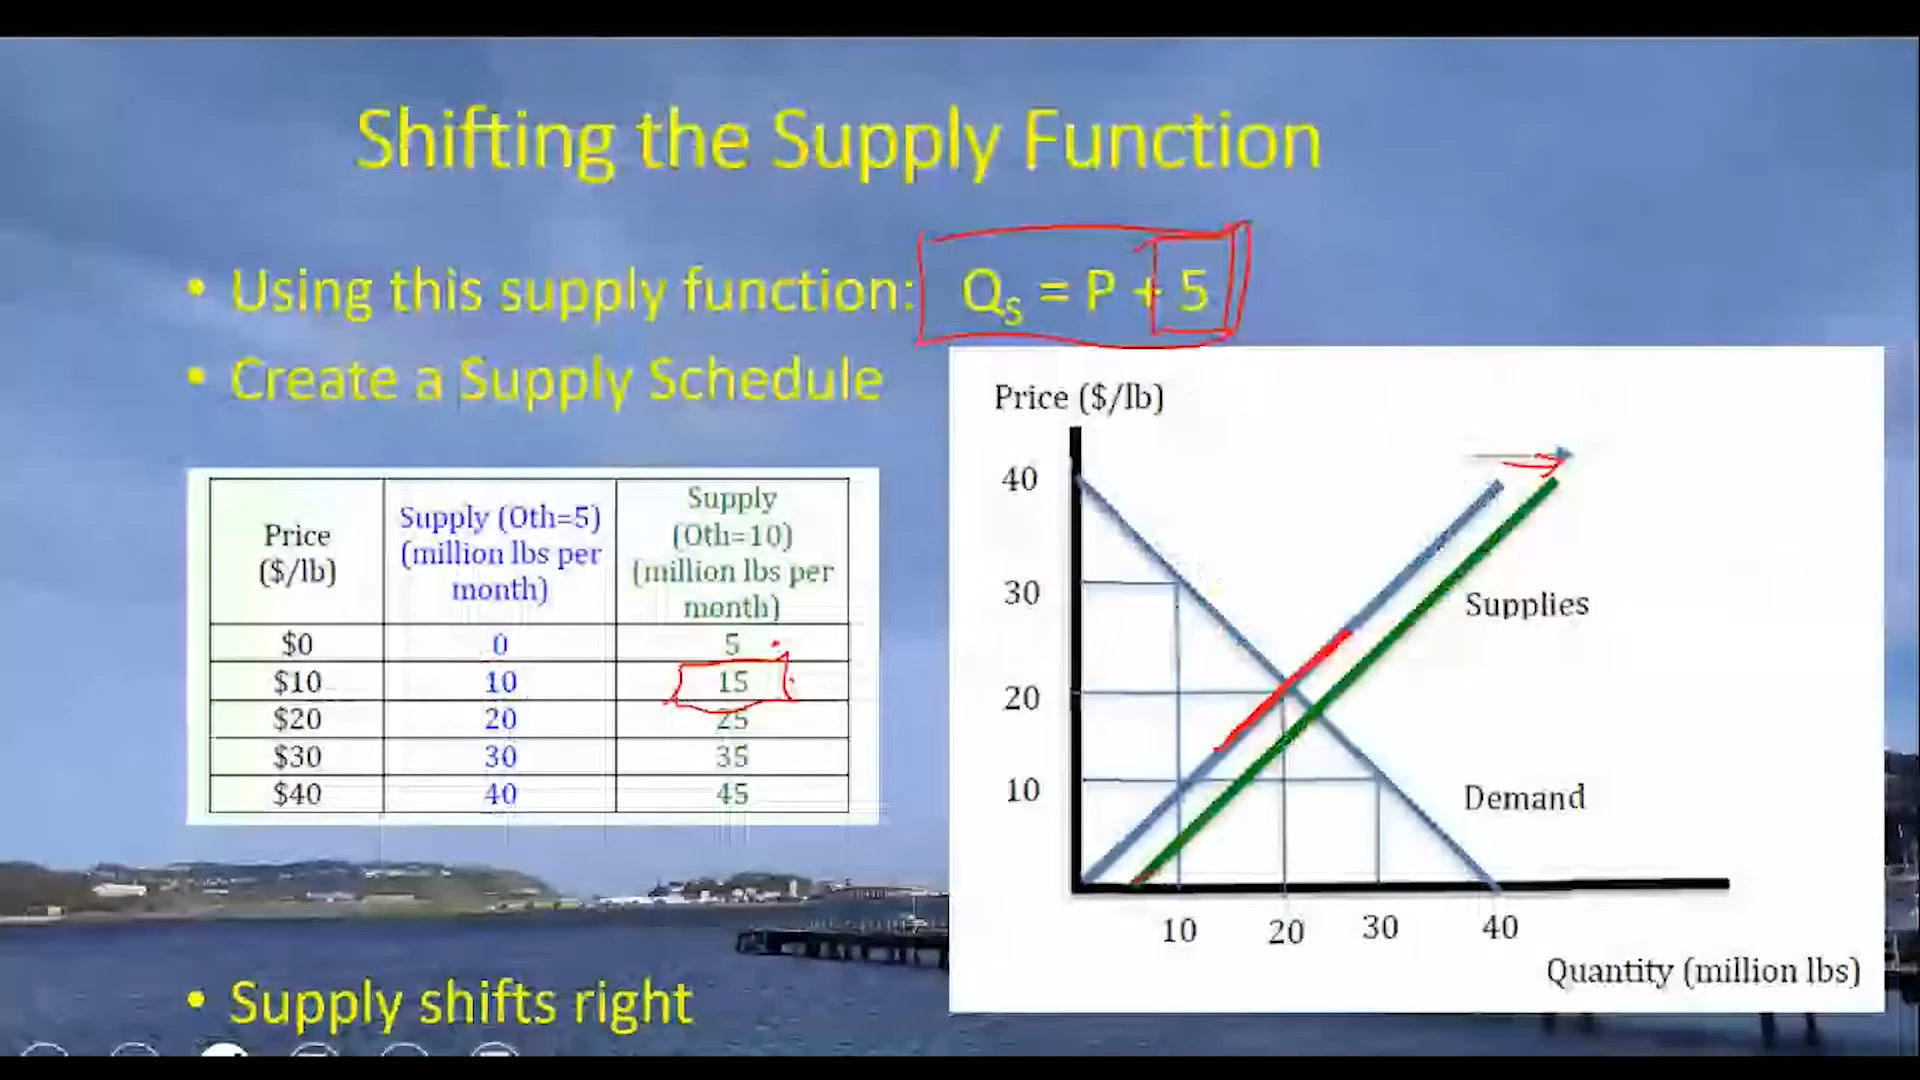 Shifting the Supply Function
• Using this supply function: QS = P + 5
• Create a Supply Schedule
Price ($/lb)
Supply (Oth=5) (million lbs per month)
Supply (Oth=10) (million lbs per month)
$0 0 5
$10 10 15
$20 20 25
$30 30 35
$40 40 45
• Supply shifts right
Price ($/lb)
40
30
20
10
Supplies
Demand
10 20 30 40
Quantity (million lbs)